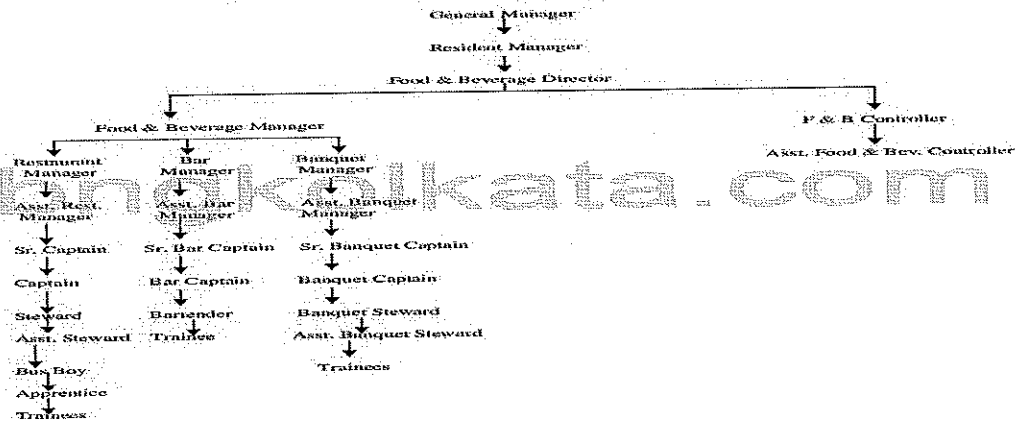 General Manager
Resident Manager
Food & Beverage Director
Food & Beverage Manager
F & B Controller
Asst. Food & Bev. Controller
Restaurant
Manager
Asst. Rest.
Manager
Sr. Captain
Captain
Steward
Asst. Steward
Bus Boy
Apprentice
Trainees
Bar
Manager
Asst. Bar
Manager
Sr. Bar Captain
Bar Captain
Bartender
Trainee
Banquet
Manager
Asst. Banquet
Manager
Sr. Banquet Captain
Banquet Captain
Banquet Steward
Asst. Banquet Steward
Trainees
kolkata.com